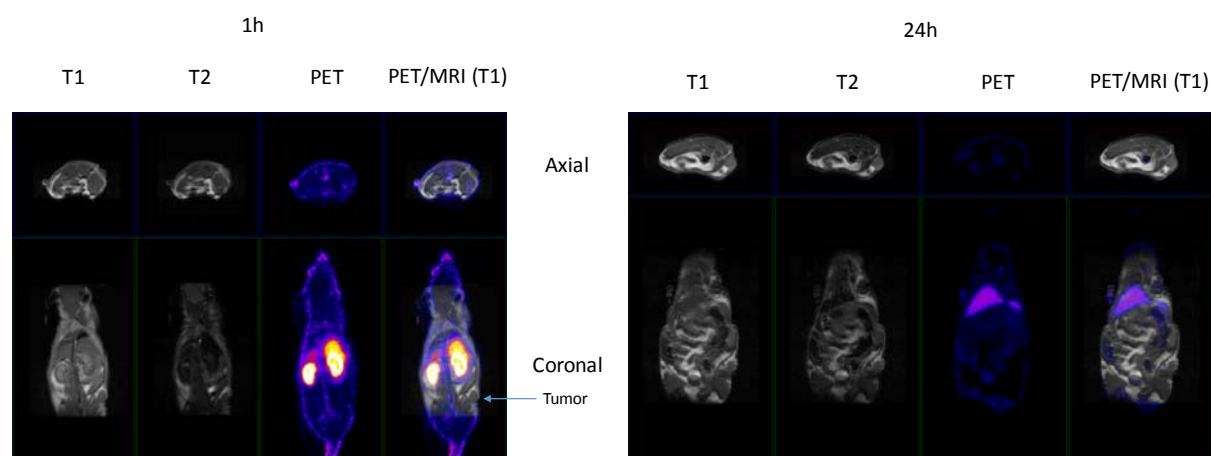 1h
24h
T1 T2 PET PET/MRI (T1)
T1 T2 PET PET/MRI (T1)
Axial
Coronal
Tumor